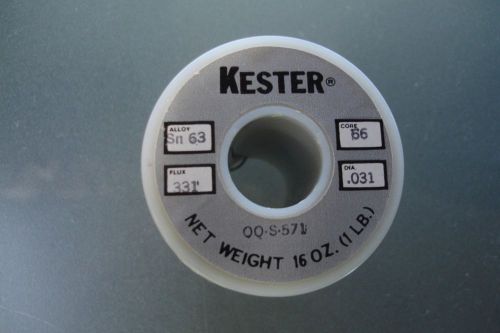 KESTER®
ALLOY
Sn 63
CORE
66
FLUX
331
DIA.
.031
QQ-S-571
NET WEIGHT 16 OZ. (1 LB.)